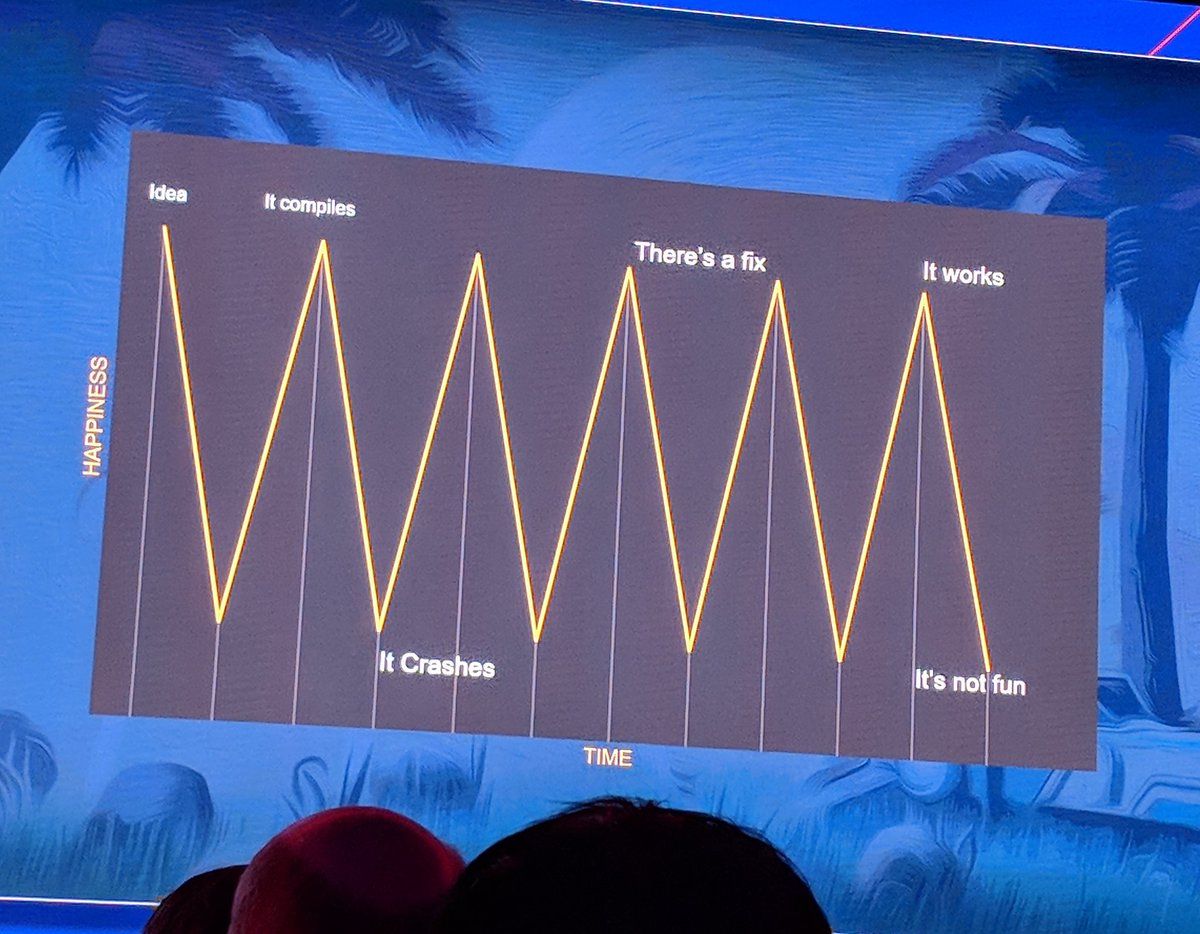 Idea
It compiles
There's a fix
It works
HAPPINESS
It Crashes
It's not fun
TIME